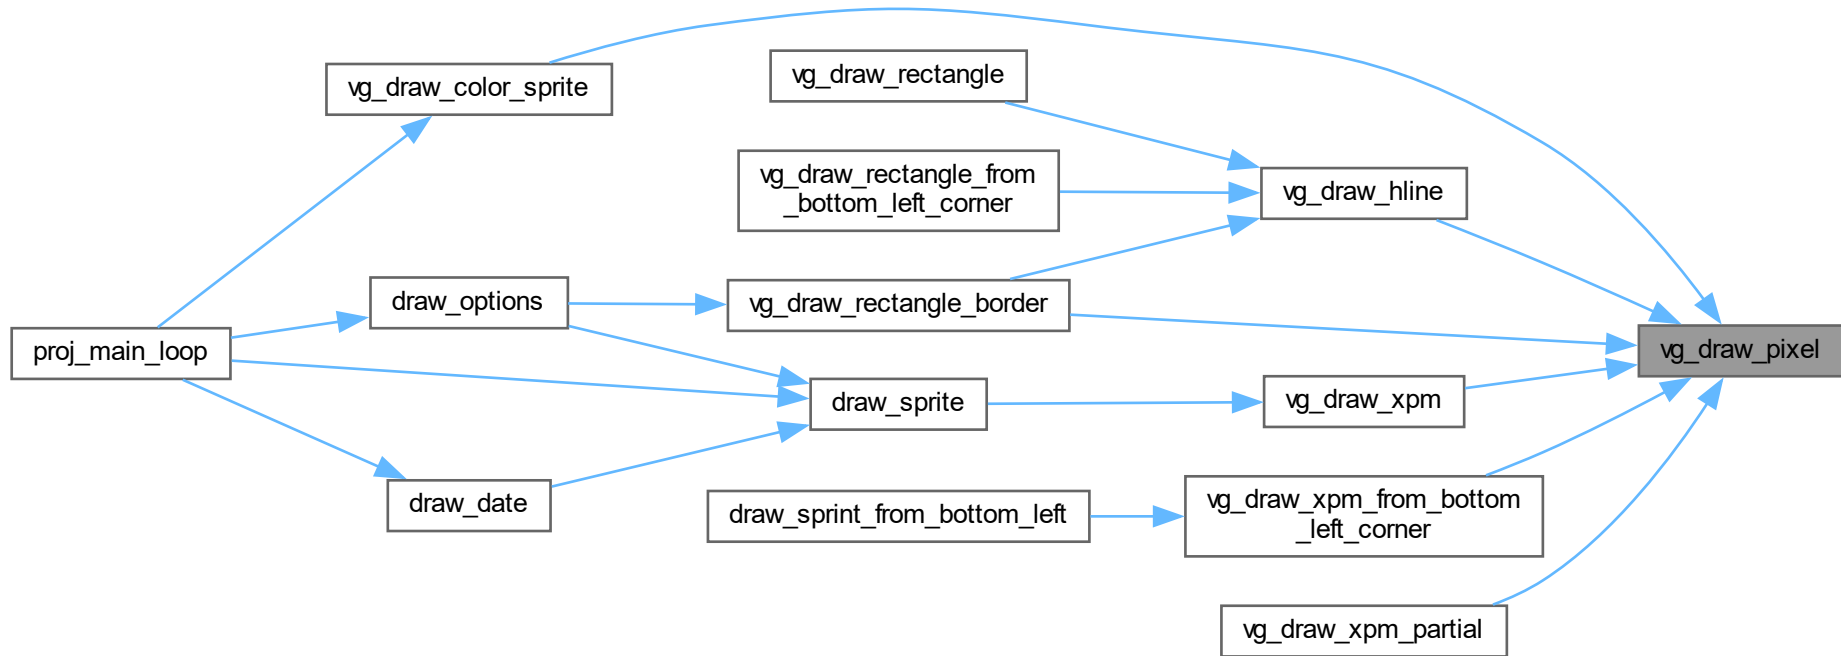 vg_draw_color_sprite
vg_draw_rectangle
vg_draw_rectangle_from
_bottom_left_corner
vg_draw_hline
draw_options
vg_draw_rectangle_border
proj_main_loop
vg_draw_pixel
draw_sprite
vg_draw_xpm
draw_date
draw_sprint_from_bottom_left
vg_draw_xpm_from_bottom
_left_corner
vg_draw_xpm_partial